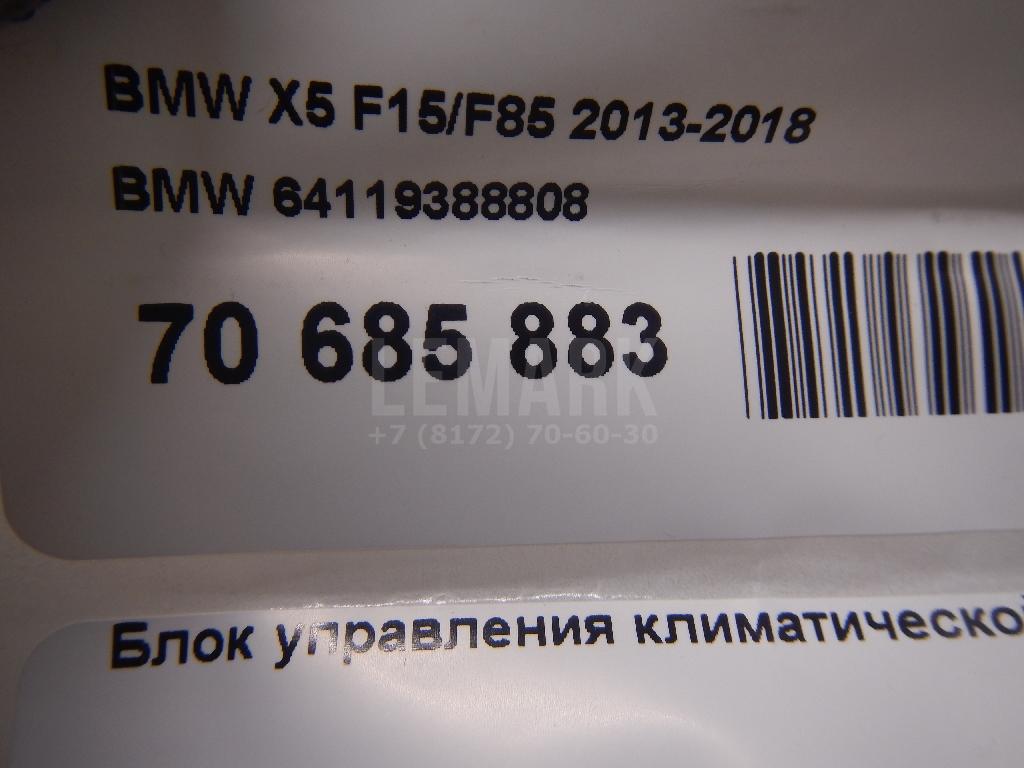 BMW X5 F15/F85 2013-2018
BMW 64119388808
70 685 883
LEMARK
+7 (8172) 70-60-30
Блок управления климатической